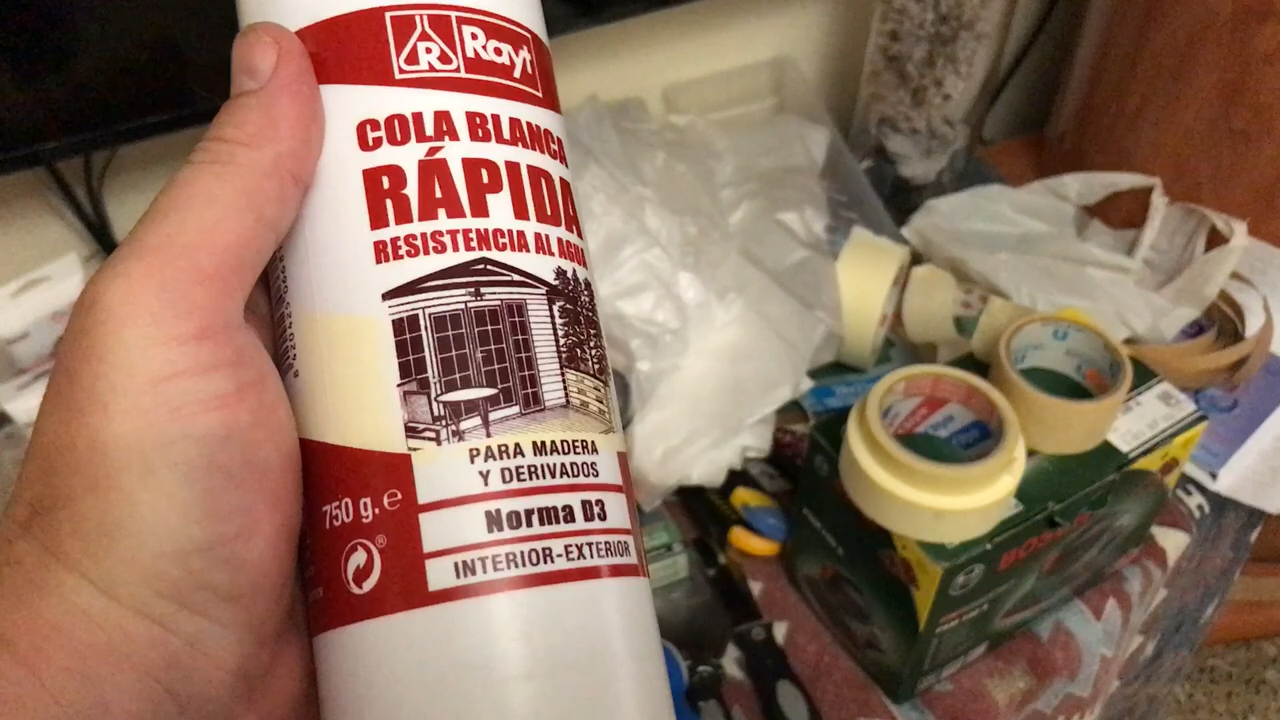 R Rayt
COLA BLANCA
RÁPIDA
RESISTENCIA AL AGUA
PARA MADERA
Y DERIVADOS
750 g. e
Norma D3
INTERIOR-EXTERIOR
BOSCH